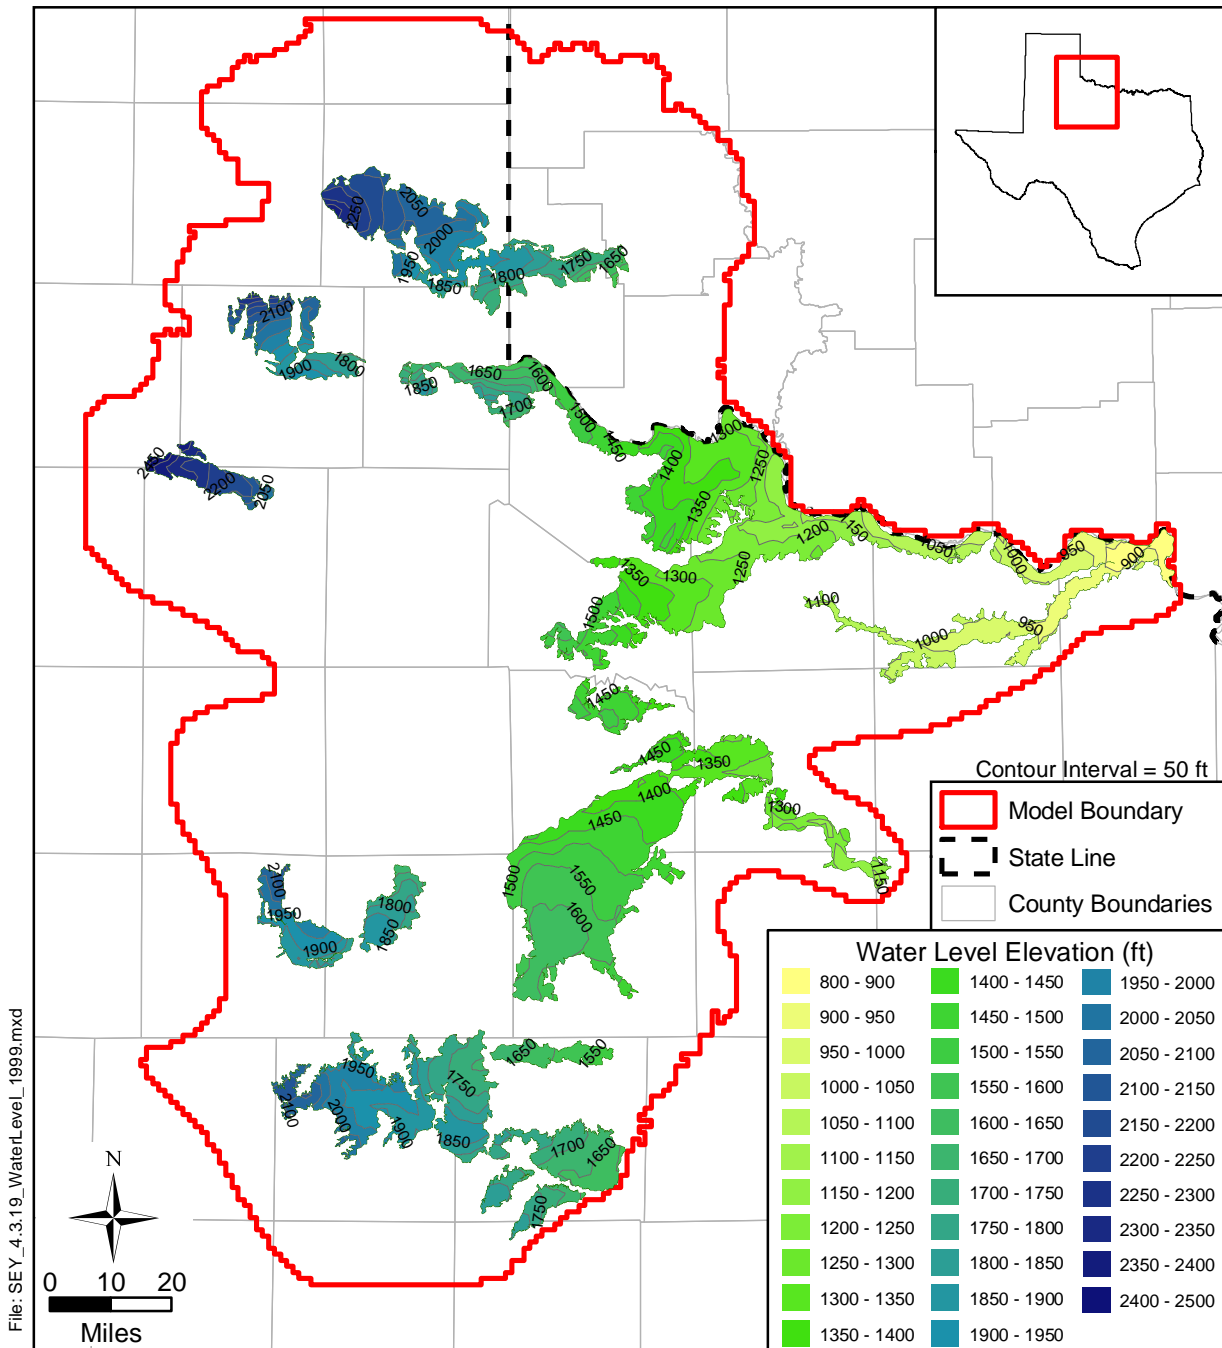 2250
2050
2000
1950
1850
1800
1750
1650
2100
1900
1800
1850
1650
1700
1600
1500
1450
1300
1400
1250
1350
2450
2200
2050
1200
1150
1050
1000
950
900
1350
1300
1250
1500
1100
1000
950
1450
1450
1350
1400
1450
1300
1500
1550
1150
1600
2100
1950
1900
1800
1850
1950
2100
2000
1900
1750
1850
1650
1550
1700
1650
1750
Contour Interval = 50 ft
Model Boundary
State Line
County Boundaries
Water Level Elevation (ft)
800 - 900
900 - 950
950 - 1000
1000 - 1050
1050 - 1100
1100 - 1150
1150 - 1200
1200 - 1250
1250 - 1300
1300 - 1350
1350 - 1400
1400 - 1450
1450 - 1500
1500 - 1550
1550 - 1600
1600 - 1650
1650 - 1700
1700 - 1750
1750 - 1800
1800 - 1850
1850 - 1900
1900 - 1950
1950 - 2000
2000 - 2050
2050 - 2100
2100 - 2150
2150 - 2200
2200 - 2250
2250 - 2300
2300 - 2350
2350 - 2400
2400 - 2500
N
0 10 20
Miles
File: SEY_4.3.19_WaterLevel_1999.mxd